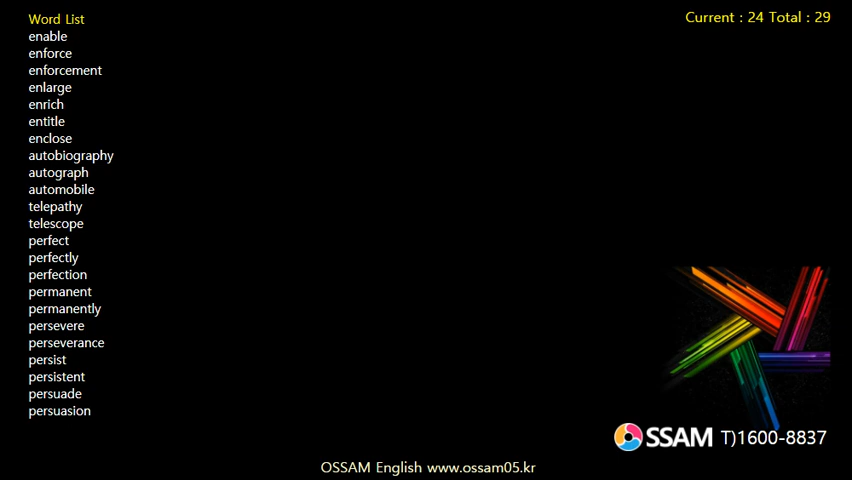 Word List
Current : 24 Total : 29
enable
enforce
enforcement
enlarge
enrich
entitle
enclose
autobiography
autograph
automobile
telepathy
telescope
perfect
perfectly
perfection
permanent
permanently
persevere
perseverance
persist
persistent
persuade
persuasion
SSAM T)1600-8837
OSSAM English www.ossam05.kr